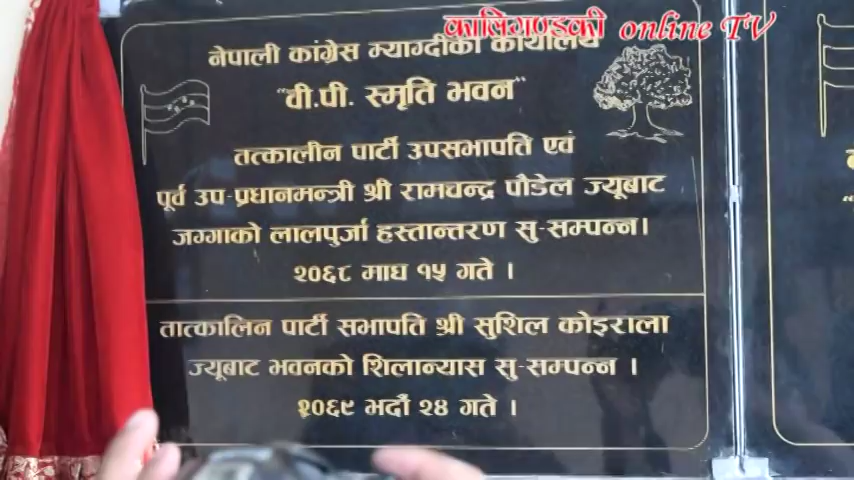 कालिगण्डकी online TV
नेपाली कांग्रेस म्याग्दीको कार्यालय
"वी.पी. स्मृति भवन"
तत्कालीन पार्टी उपसभापति एवं
पूर्व उप-प्रधानमन्त्री श्री रामचन्द्र पौडेल ज्यूबाट
जग्गाको लालपुर्जा हस्तान्तरण सु-सम्पन्न।
२०६८ माघ १५ गते ।
तात्कालिन पार्टी सभापति श्री सुशिल कोइराला
ज्यूबाट भवनको शिलान्यास सु-सम्पन्न ।
२०६९ भदौं २४ गते ।